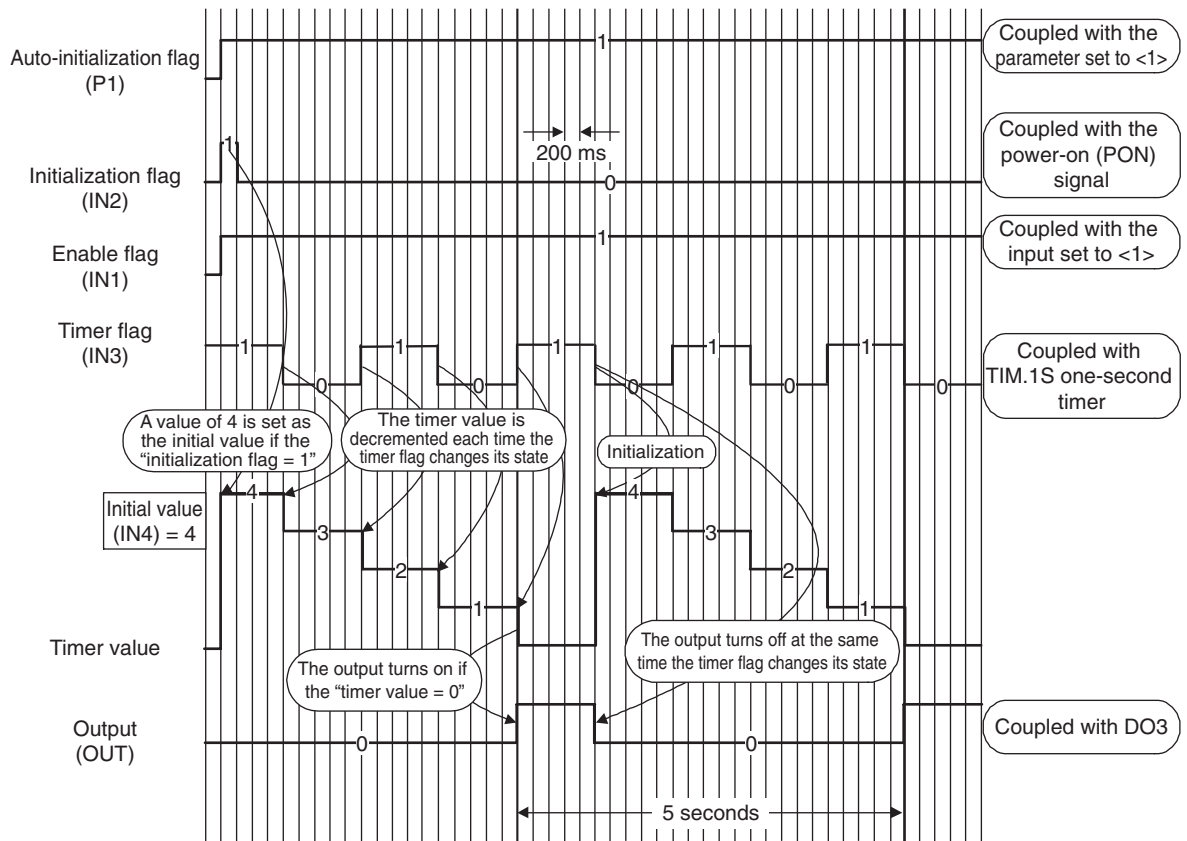 Auto-initialization flag
(P1)
1
Coupled with the
parameter set to <1>
1
200 ms
Initialization flag
(IN2)
0
Coupled with the
power-on (PON)
signal
Enable flag
(IN1)
1
Coupled with the
input set to <1>
Timer flag
(IN3)
1
0
1
0
1
0
1
0
1
0
Coupled with
TIM.1S one-second
timer
A value of 4 is set as
the initial value if the
“initialization flag = 1”
The timer value is
decremented each time the
timer flag changes its state
Initialization
Initial value
(IN4) = 4
4
3
2
1
4
3
2
1
Timer value
The output turns on if
the “timer value = 0”
The output turns off at the same
time the timer flag changes its state
Output
(OUT)
0
0
Coupled with DO3
5 seconds